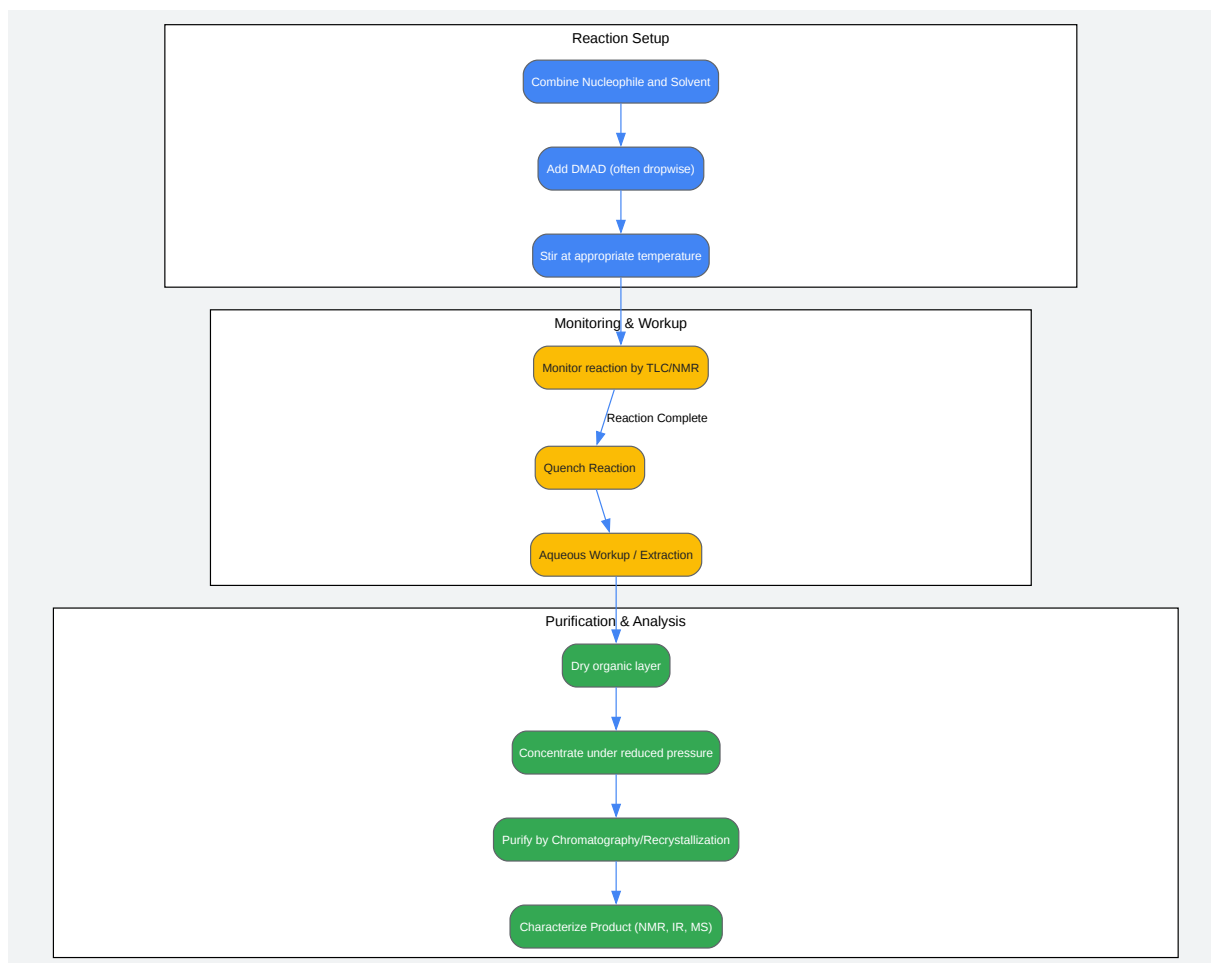 Reaction Setup
Combine Nucleophile and Solvent
Add DMAD (often dropwise)
Stir at appropriate temperature
Monitoring & Workup
Monitor reaction by TLC/NMR
Reaction Complete
Quench Reaction
Aqueous Workup / Extraction
Purification & Analysis
Dry organic layer
Concentrate under reduced pressure
Purify by Chromatography/Recrystallization
Characterize Product (NMR, IR, MS)